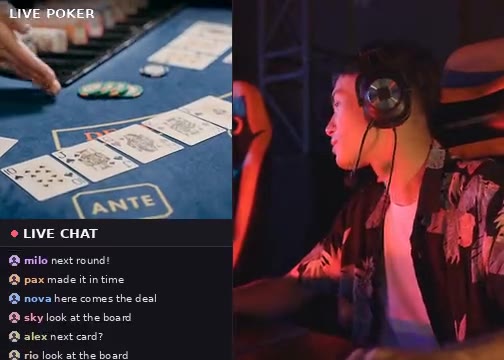 LIVE POKER
ANTE
LIVE CHAT
milo next round!
pax made it in time
nova here comes the deal
sky look at the board
alex next card?
rio look at the board